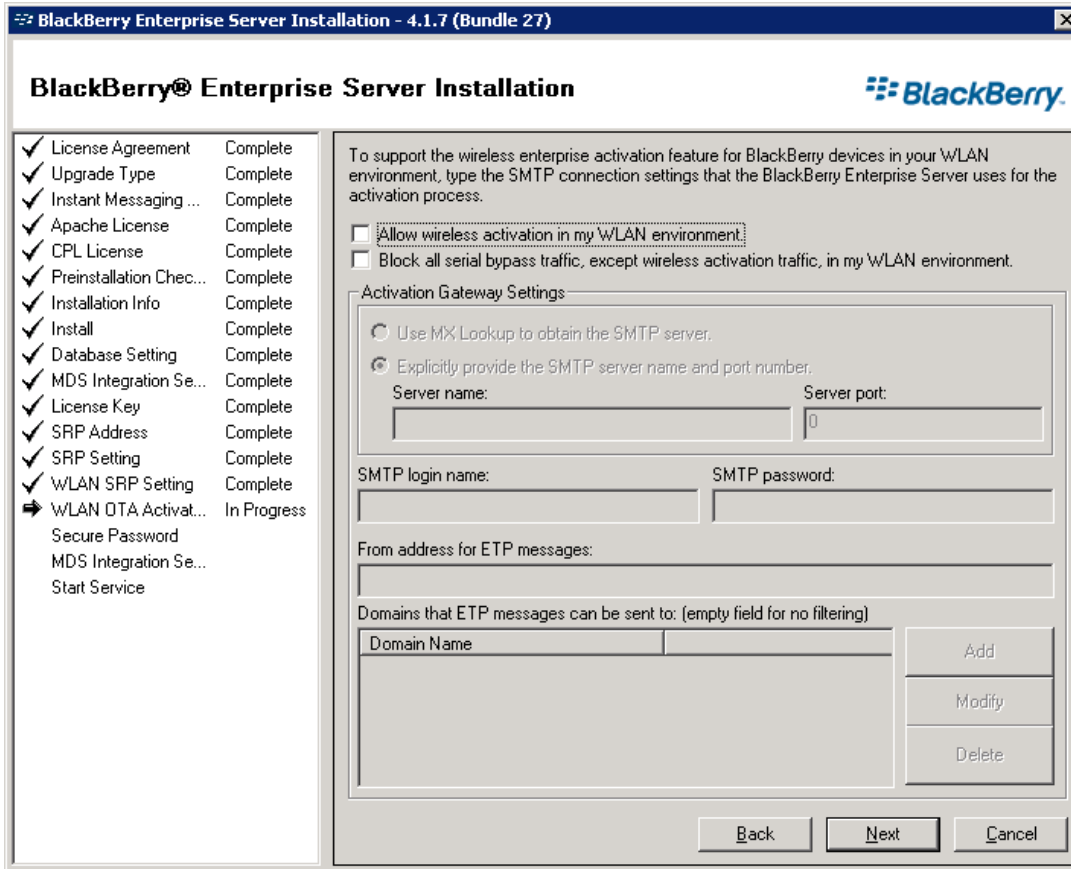 BlackBerry Enterprise Server Installation - 4.1.7 (Bundle 27)
BlackBerry® Enterprise Server Installation
BlackBerry.
License Agreement Complete
Upgrade Type Complete
Instant Messaging ... Complete
Apache License Complete
CPL License Complete
Preinstallation Chec... Complete
Installation Info Complete
Install Complete
Database Setting Complete
MDS Integration Se... Complete
License Key Complete
SRP Address Complete
SRP Setting Complete
WLAN SRP Setting Complete
WLAN OTA Activat... In Progress
Secure Password
MDS Integration Se...
Start Service
To support the wireless enterprise activation feature for BlackBerry devices in your WLAN
environment, type the SMTP connection settings that the BlackBerry Enterprise Server uses for the
activation process.
Allow wireless activation in my WLAN environment.
Block all serial bypass traffic, except wireless activation traffic, in my WLAN environment.
Activation Gateway Settings
Use MX Lookup to obtain the SMTP server.
Explicitly provide the SMTP server name and port number.
Server name: Server port:
0
SMTP login name: SMTP password:
From address for ETP messages:
Domains that ETP messages can be sent to: (empty field for no filtering)
Domain Name
Add
Modify
Delete
Back Next Cancel